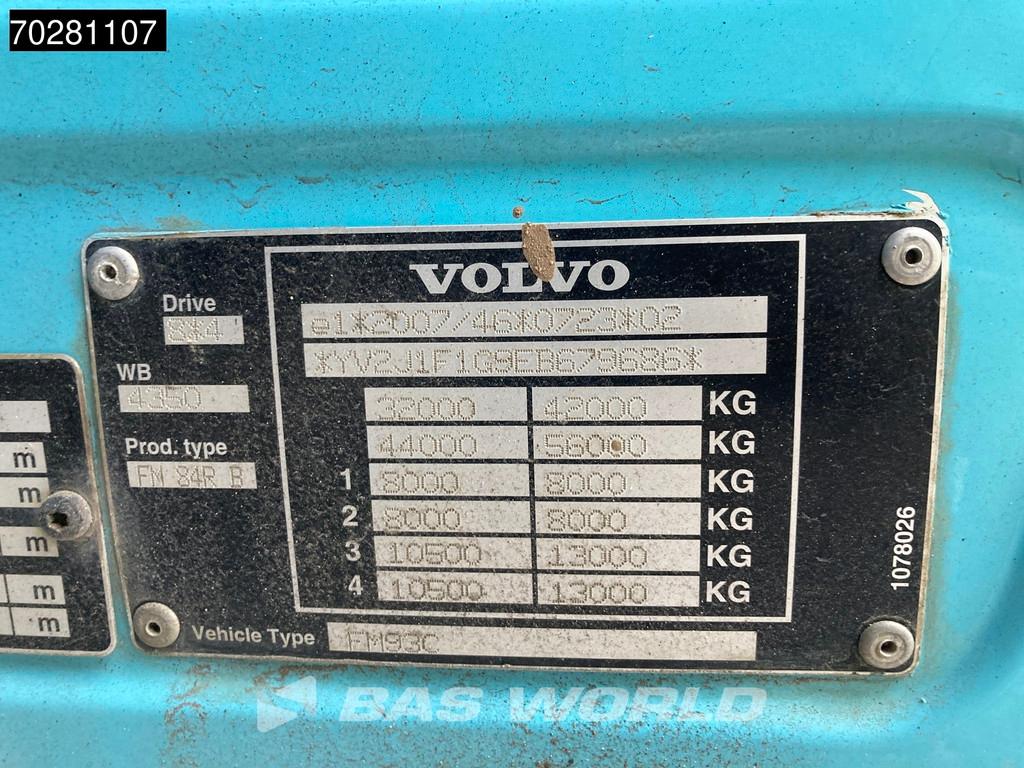 70281107
VOLVO
Drive
8*4
e1*2007/46*0723*02
*YV2J1F1G9EB679686*
WB
4350
32000 42000 KG
44000 56000 KG
Prod. type
FM 84R B
1 8000 8000 KG
2 8000 8000 KG
3 10500 13000 KG
4 10500 13000 KG
Vehicle Type FM93C
1078026
m
m
m
m
m
BAS WORLD